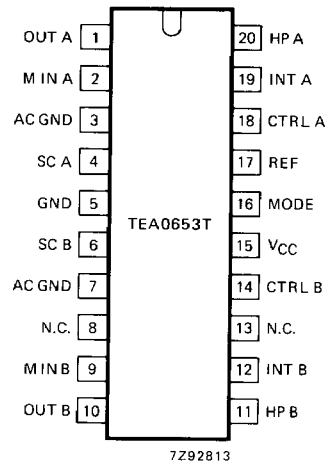 OUT A 1 20 HP A
M IN A 2 19 INT A
AC GND 3 18 CTRL A
SC A 4 17 REF
GND 5 16 MODE
TEA0653T
SC B 6 15 VCC
AC GND 7 14 CTRL B
N.C. 8 13 N.C.
M IN B 9 12 INT B
OUT B 10 11 HP B
7Z92813